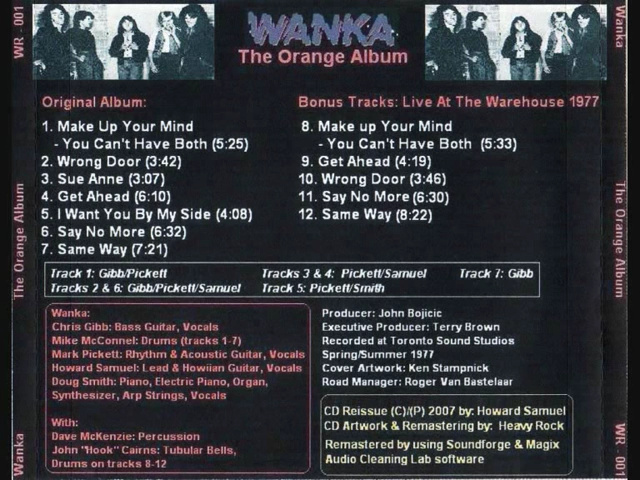 WANKA
The Orange Album
WR - 001
Wanka
Original Album:
1. Make Up Your Mind
- You Can't Have Both (5:25)
2. Wrong Door (3:42)
3. Sue Anne (3:07)
4. Get Ahead (6:10)
5. I Want You By My Side (4:08)
6. Say No More (6:32)
7. Same Way (7:21)
Bonus Tracks: Live At The Warehouse 1977
8. Make up Your Mind
- You Can't Have Both (5:33)
9. Get Ahead (4:19)
10. Wrong Door (3:46)
11. Say No More (6:30)
12. Same Way (8:22)
The Orange Album
The Orange Album
Track 1: Gibb/Pickett
Tracks 3 & 4: Pickett/Samuel
Track 7: Gibb
Tracks 2 & 6: Gibb/Pickett/Samuel
Track 5: Pickett/Smith
Wanka:
Chris Gibb: Bass Guitar, Vocals
Mike McConnel: Drums (tracks 1-7)
Mark Pickett: Rhythm & Acoustic Guitar, Vocals
Howard Samuel: Lead & Howiian Guitar, Vocals
Doug Smith: Piano, Electric Piano, Organ,
Synthesizer, Arp Strings, Vocals
With:
Dave McKenzie: Percussion
John "Hook" Cairns: Tubular Bells,
Drums on tracks 8-12
Producer: John Bojicic
Executive Producer: Terry Brown
Recorded at Toronto Sound Studios
Spring/Summer 1977
Cover Artwork: Ken Stampnick
Road Manager: Roger Van Bastelaar
CD Reissue (C)/(P) 2007 by: Howard Samuel
CD Artwork & Remastering by: Heavy Rock
Remastered by using Soundforge & Magix
Audio Cleaning Lab software
Wanka
WR - 001